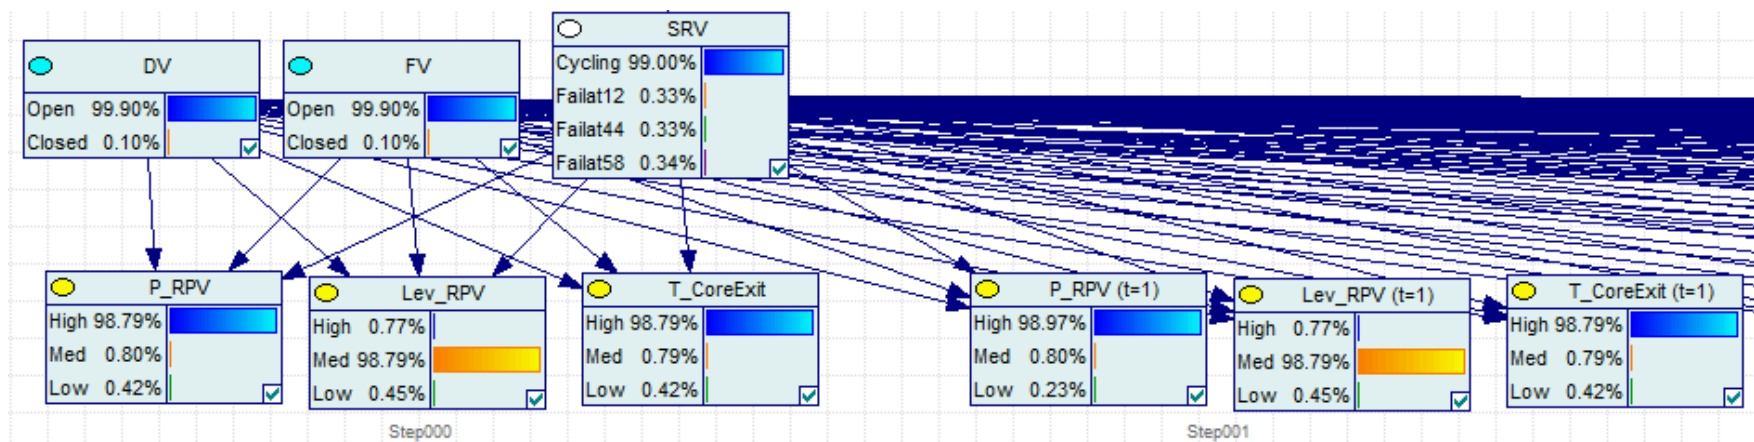 DV
Open 99.90%
Closed 0.10%
FV
Open 99.90%
Closed 0.10%
SRV
Cycling 99.00%
Failat12 0.33%
Failat44 0.33%
Failat58 0.34%
P_RPV
High 98.79%
Med 0.80%
Low 0.42%
Lev_RPV
High 0.77%
Med 98.79%
Low 0.45%
T_CoreExit
High 98.79%
Med 0.79%
Low 0.42%
P_RPV (t=1)
High 98.97%
Med 0.80%
Low 0.23%
Lev_RPV (t=1)
High 0.77%
Med 98.79%
Low 0.45%
T_CoreExit (t=1)
High 98.79%
Med 0.79%
Low 0.42%
Step000
Step001